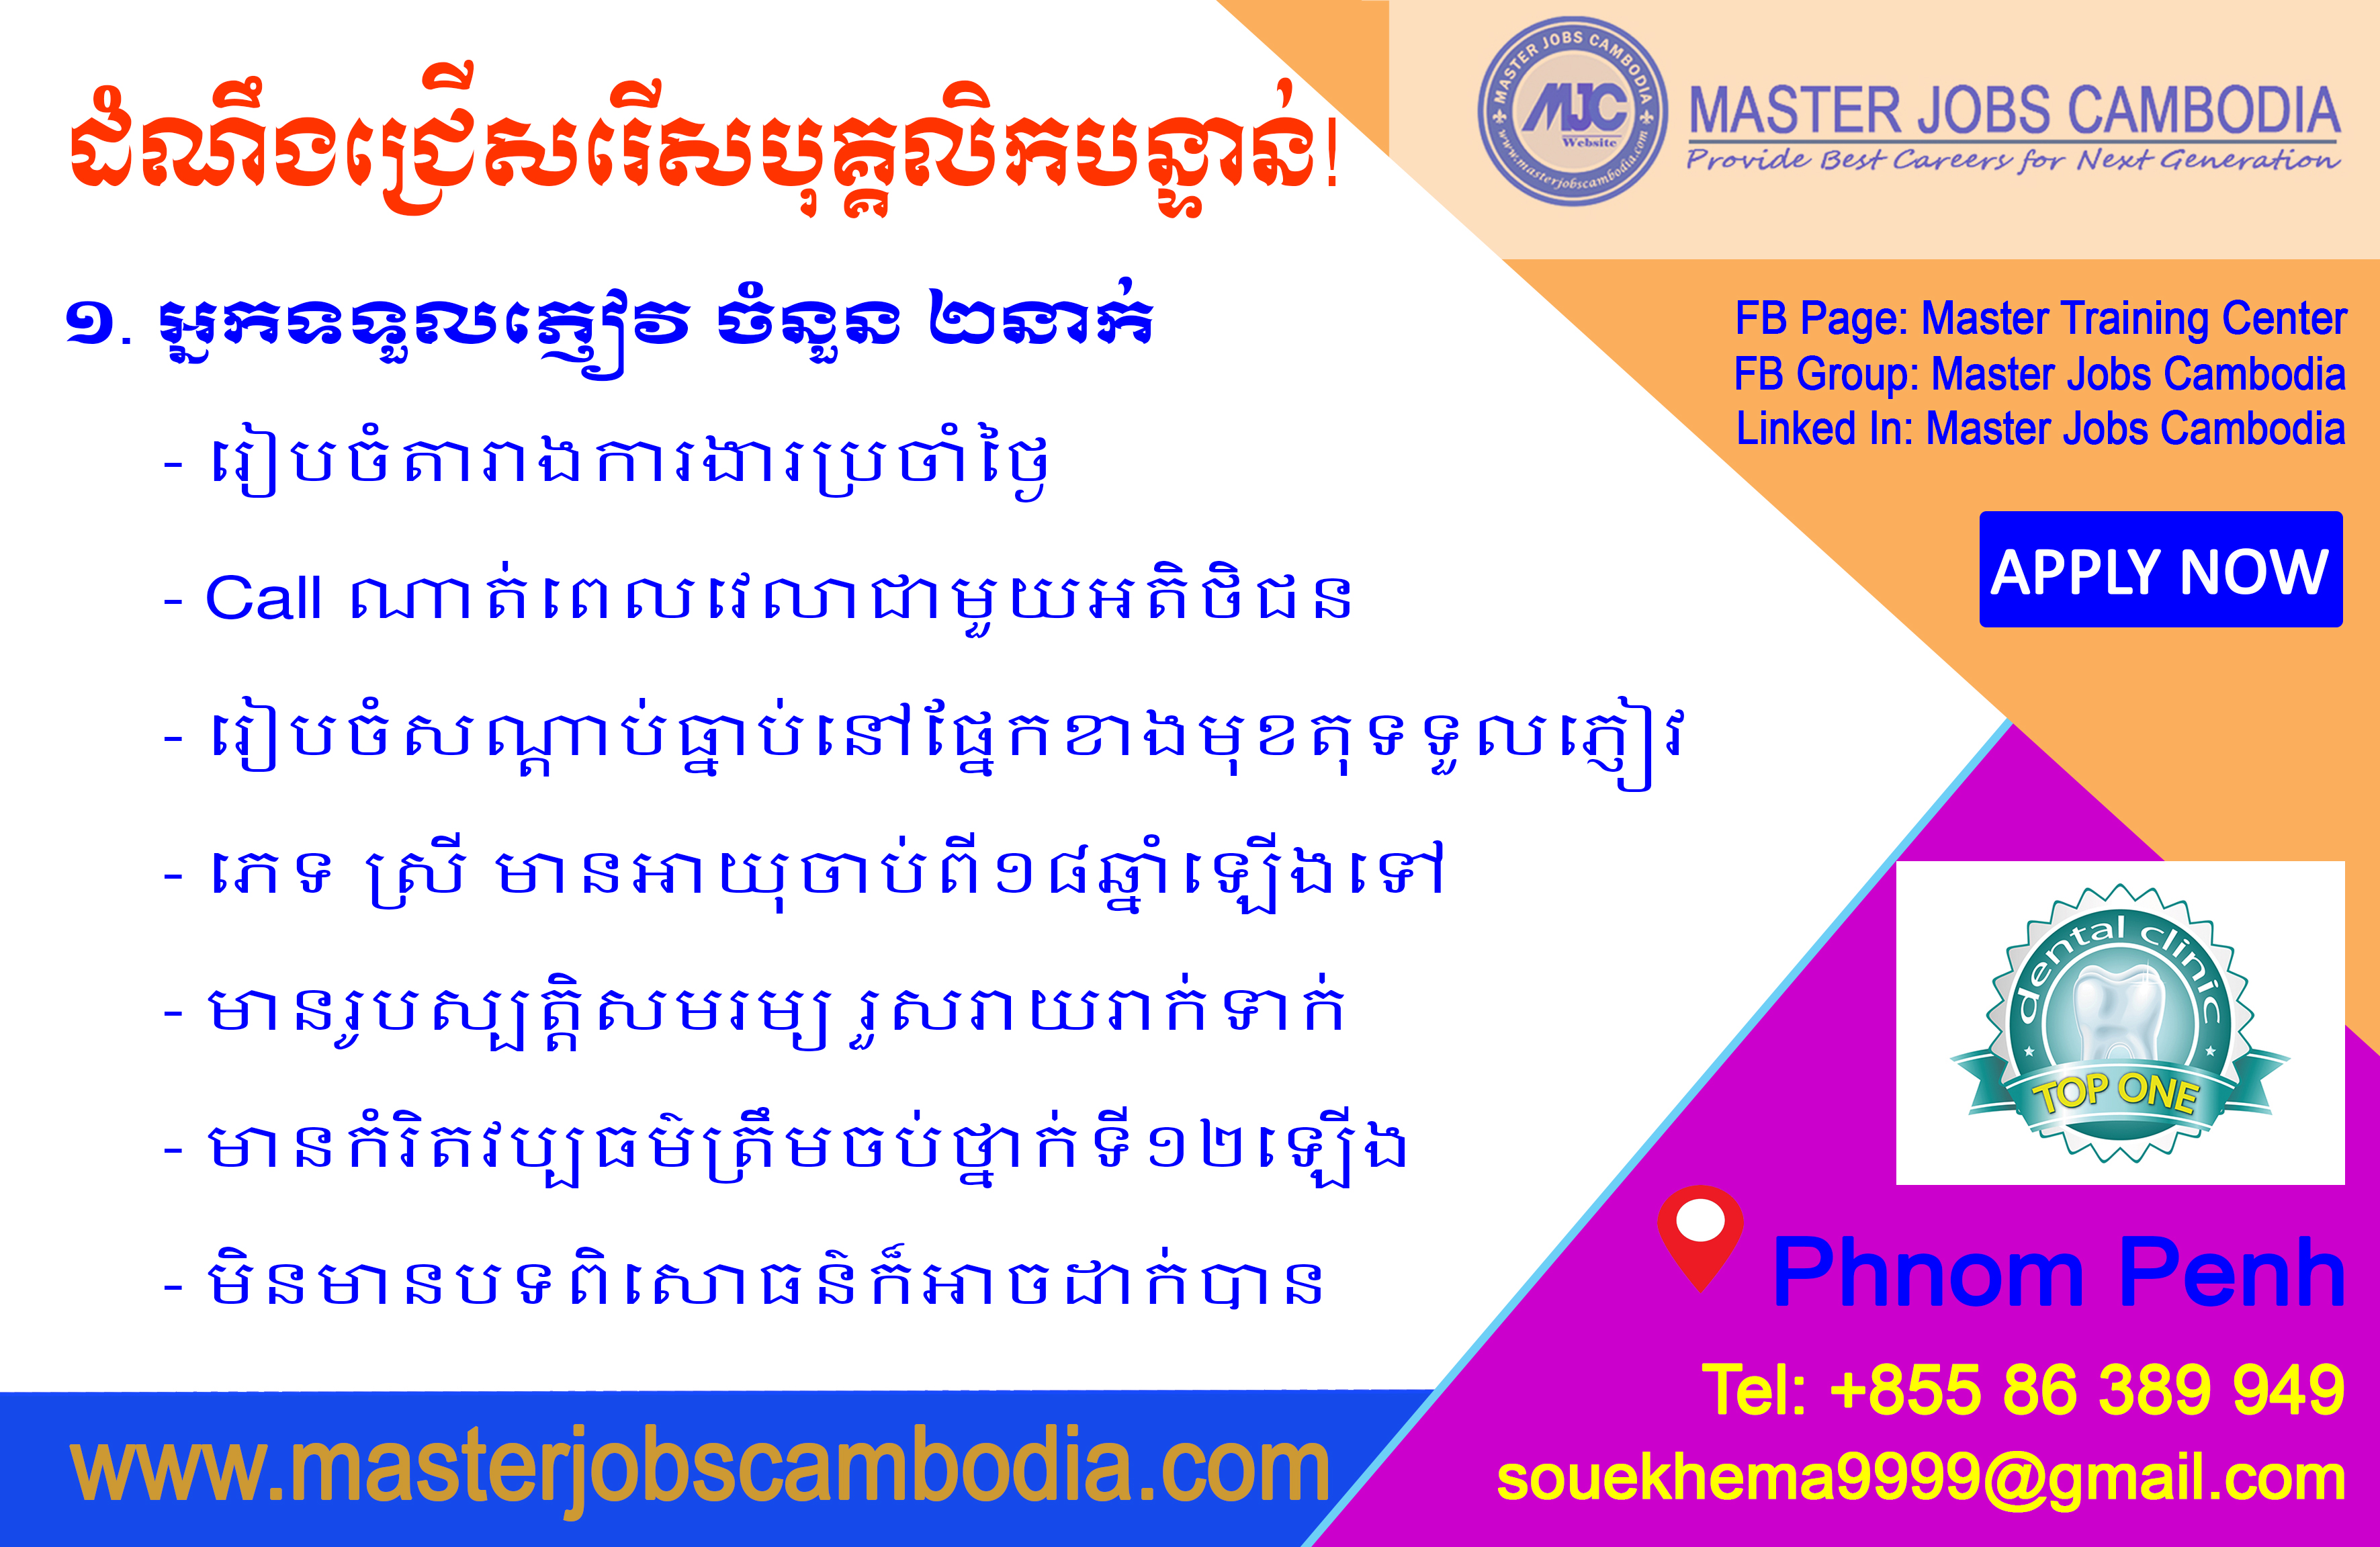 ដំណឹងជ្រើសរើសបុគ្គលិកបន្ទាន់!
១. អ្នកទទួលភ្ញៀវ ចំនួន ២នាក់
- រៀបចំតារាងការងារប្រចាំថ្ងៃ
- Call ណាត់ពេលវេលាជាមួយអតិថិជន
- រៀបចំសណ្ដាប់ធ្នាប់នៅផ្នែកខាងមុខតុទទួលភ្ញៀវ
- ភេទ ស្រី មានអាយុចាប់ពី១៨ឆ្នាំឡើងទៅ
- មានរូបស្បត្តិសមរម្យ រួសរាយរាក់ទាក់
- មានកំរិតវប្បធម៌ត្រឹមចប់ថ្នាក់ទី១២ឡើង
- មិនមានបទពិសោធន៌ក៏អាចដាក់បាន
www.masterjobscambodia.com
MASTER JOBS CAMBODIA
MJC
Website
www.masterjobscambodia.com
MASTER JOBS CAMBODIA
Provide Best Careers for Next Generation
FB Page: Master Training Center
FB Group: Master Jobs Cambodia
Linked In: Master Jobs Cambodia
APPLY NOW
dental clinic
TOP ONE
Phnom Penh
Tel: +855 86 389 949
souekhema9999@gmail.com